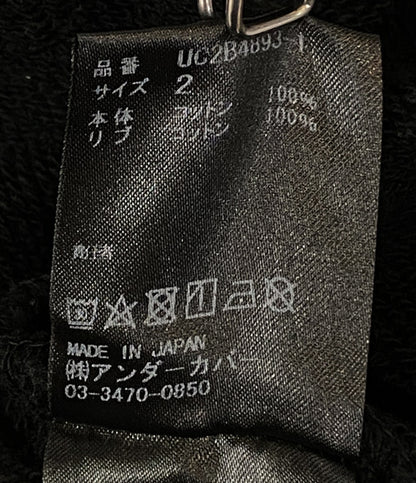 品番 UC2B4893-1
サイズ 2
本体 コットン 100%
リブ コットン 100%
MADE IN JAPAN
㈱アンダーカバー
03-3470-0850